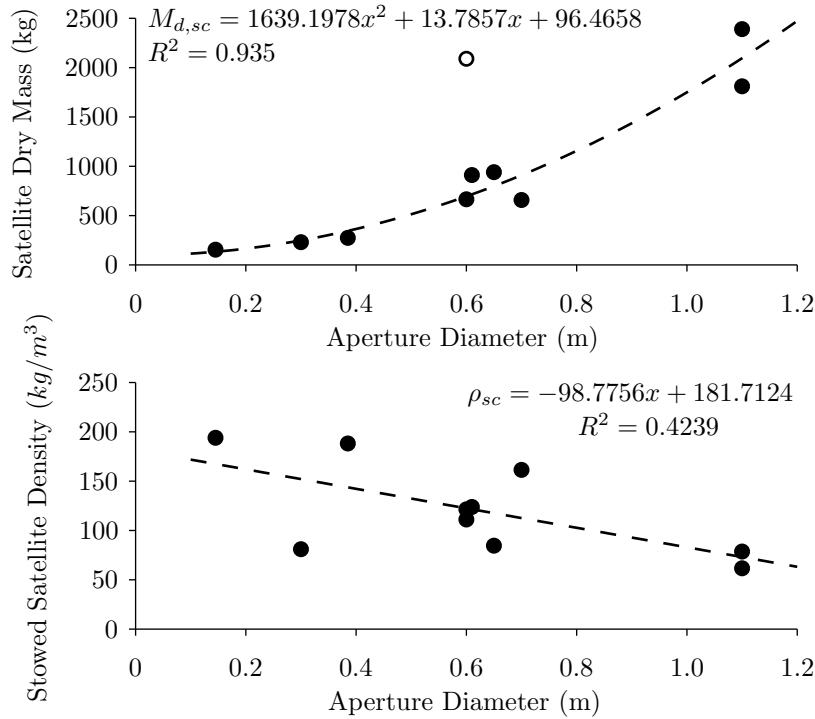 M_{d,sc} = 1639.1978x^2 + 13.7857x + 96.4658
R^2 = 0.935
Satellite Dry Mass (kg)
2500
2000
1500
1000
500
0
0 0.2 0.4 0.6 0.8 1.0 1.2
Aperture Diameter (m)
ρ_{sc} = −98.7756x + 181.7124
R^2 = 0.4239
Stowed Satellite Density (kg/m^3)
250
200
150
100
50
0
0 0.2 0.4 0.6 0.8 1.0 1.2
Aperture Diameter (m)